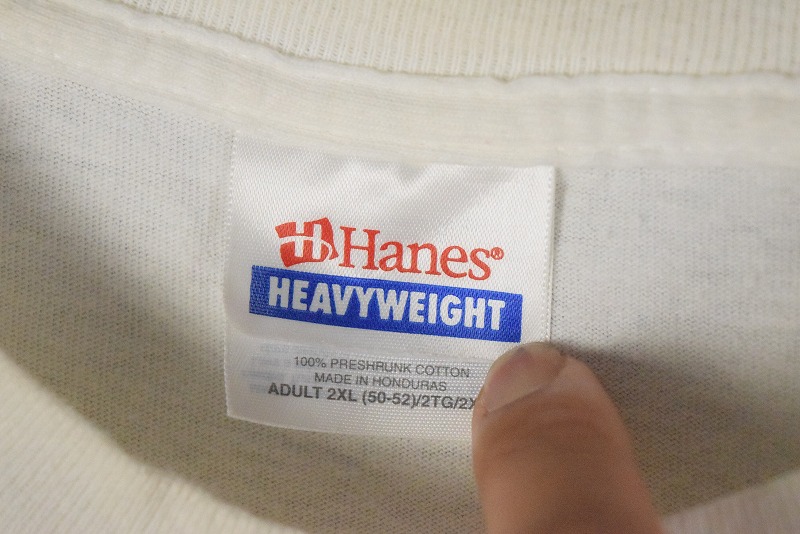 Hanes®
HEAVYWEIGHT
100% PRESHRUNK COTTON
MADE IN HONDURAS
ADULT 2XL (50-52)/2TG/2X